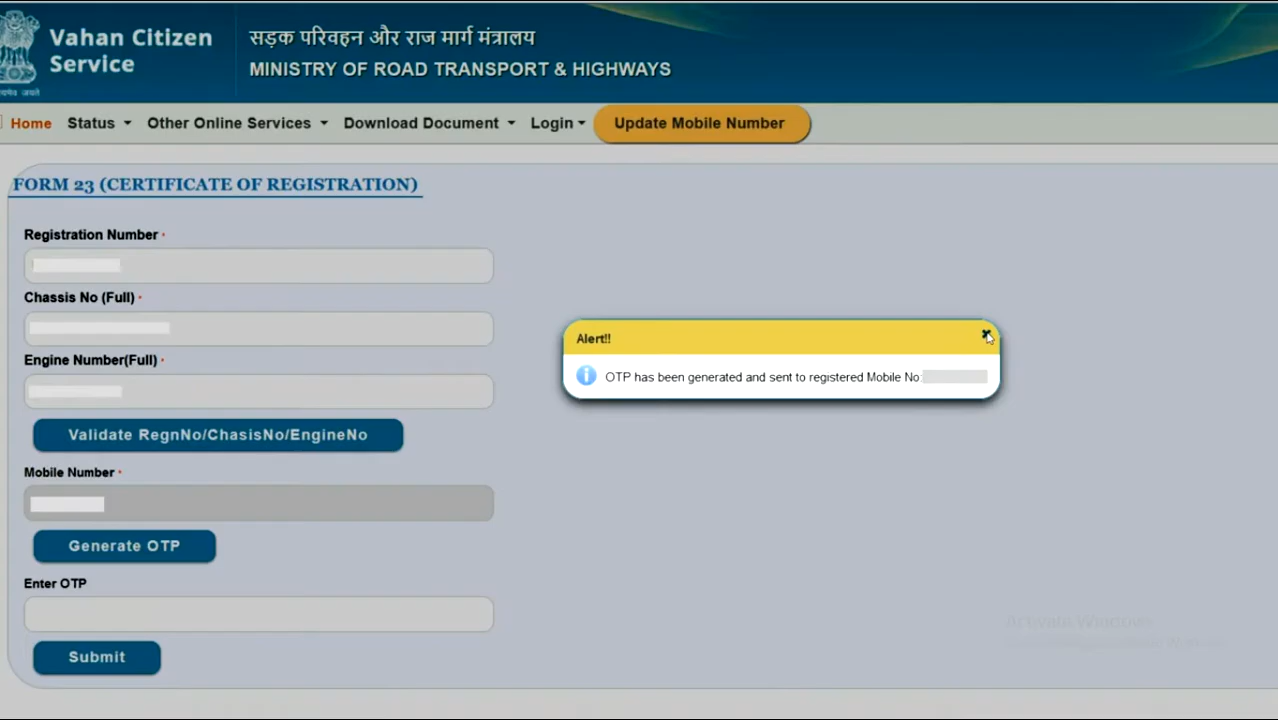 Vahan Citizen
Service
सड़क परिवहन और राज मार्ग मंत्रालय
MINISTRY OF ROAD TRANSPORT & HIGHWAYS
Home Status Other Online Services Download Document Login Update Mobile Number
FORM 23 (CERTIFICATE OF REGISTRATION)
Registration Number
Chassis No (Full)
Engine Number(Full)
Validate RegnNo/ChasisNo/EngineNo
Mobile Number
Generate OTP
Enter OTP
Submit
Alert!!
OTP has been generated and sent to registered Mobile No:
Activate Windows